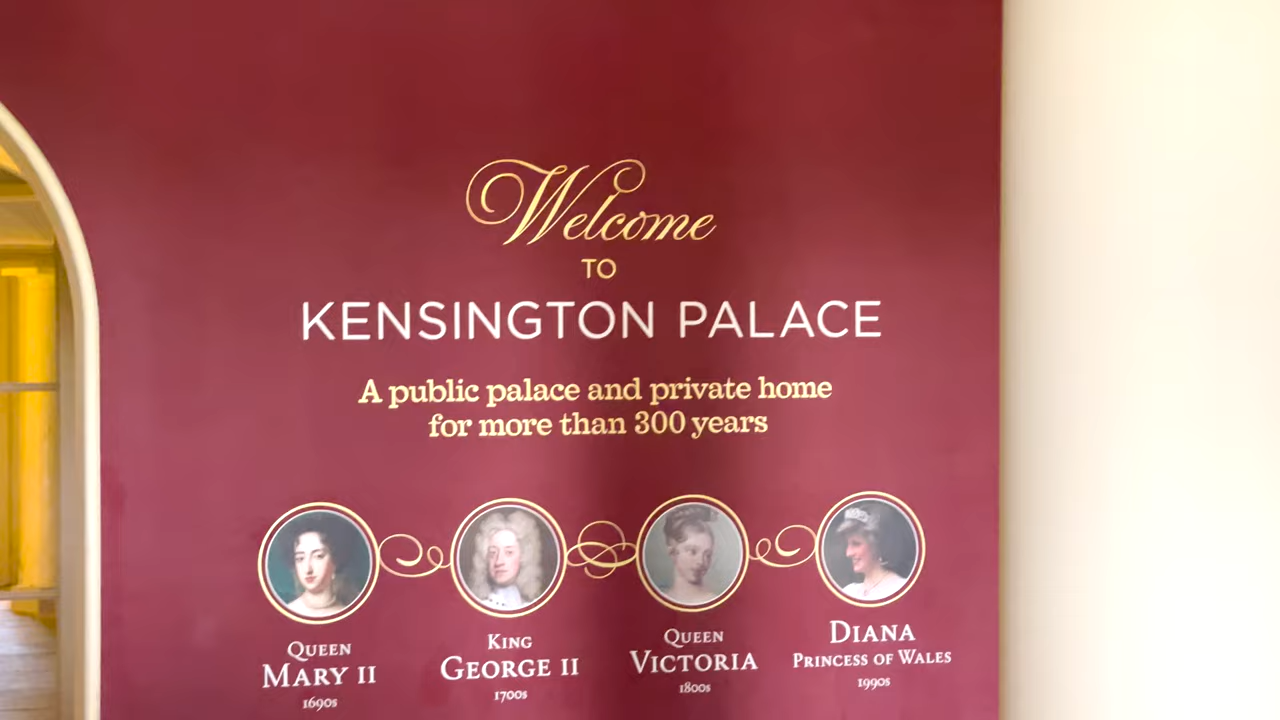 Welcome
TO
KENSINGTON PALACE
A public palace and private home
for more than 300 years
QUEEN
MARY II
1690s
KING
GEORGE II
1700s
QUEEN
VICTORIA
1800s
DIANA
PRINCESS OF WALES
1990s